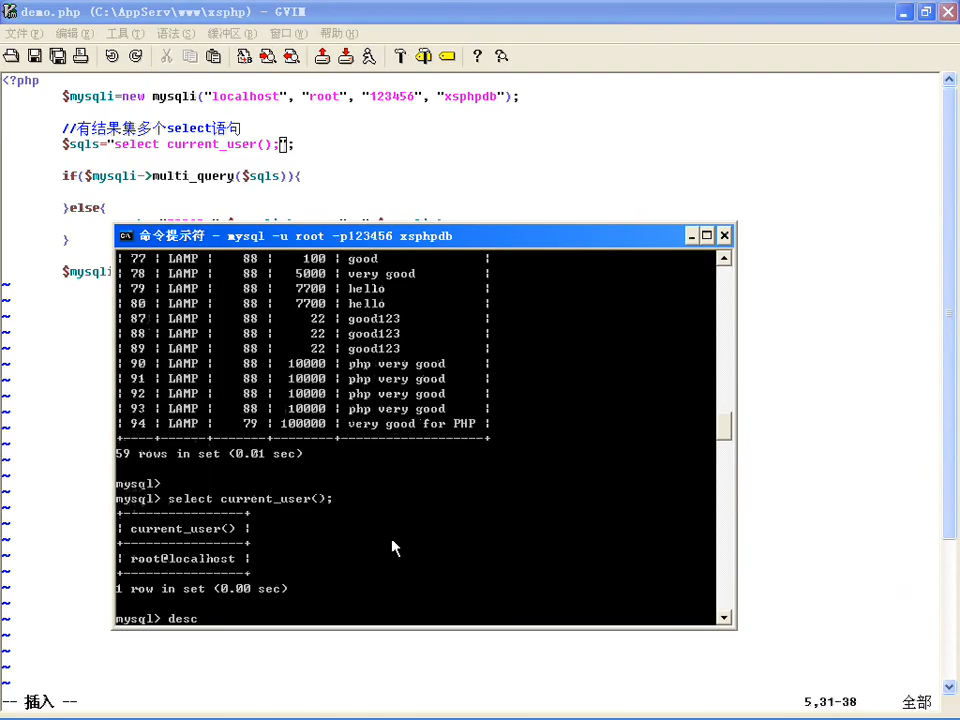 demo.php (C:\AppServ\www\xsphp) - GVIM
文件(F) 编辑(E) 工具(T) 语法(S) 缓冲区(B) 窗口(W) 帮助(H)
<?php
$mysqli=new mysqli("localhost", "root", "123456", "xsphpdb");
//有结果集多个select语句
$sqls="select current_user();";
if($mysqli->multi_query($sqls)){
}else{
}
$mysqli
命令提示符 - mysql -u root -p123456 xsphpdb
| 77 | LAMP | 88 | 100 | good |
| 78 | LAMP | 88 | 5000 | very good |
| 79 | LAMP | 88 | 7700 | hello |
| 80 | LAMP | 88 | 7700 | hello |
| 87 | LAMP | 88 | 22 | good123 |
| 88 | LAMP | 88 | 22 | good123 |
| 89 | LAMP | 88 | 22 | good123 |
| 90 | LAMP | 88 | 10000 | php very good |
| 91 | LAMP | 88 | 10000 | php very good |
| 92 | LAMP | 88 | 10000 | php very good |
| 93 | LAMP | 88 | 10000 | php very good |
| 94 | LAMP | 79 | 100000 | very good for PHP |
+----+------+-------+--------+-------------------+
59 rows in set (0.01 sec)
mysql>
mysql> select current_user();
+----------------+
| current_user() |
+----------------+
| root@localhost |
+----------------+
1 row in set (0.00 sec)
mysql> desc
-- 插入 -- 5,31-38 全部